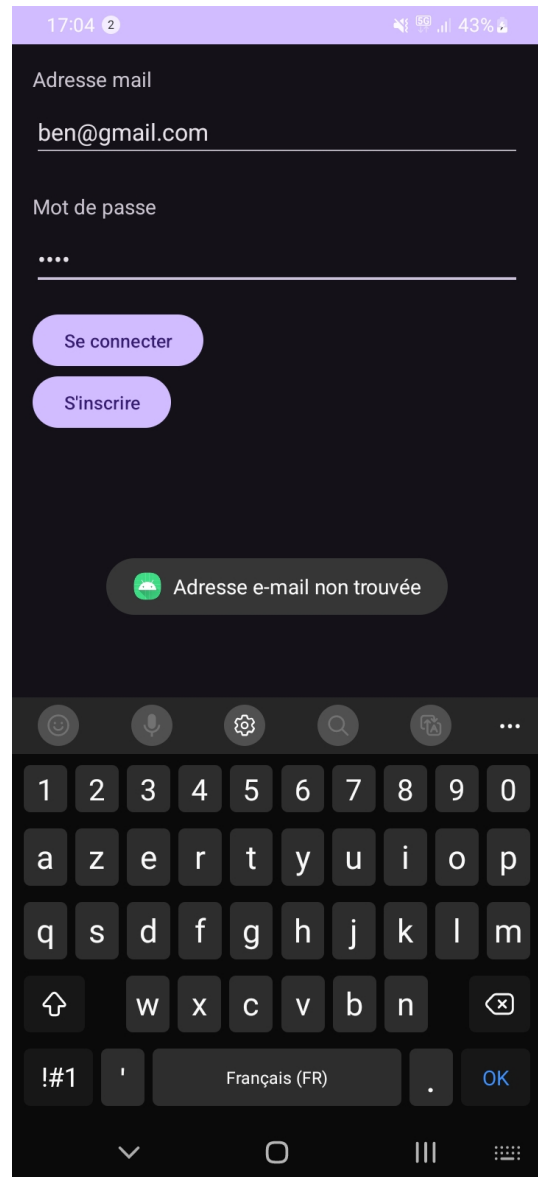 17:04 2 5G 43%
Adresse mail
ben@gmail.com
Mot de passe
••••
Se connecter
S'inscrire
Adresse e-mail non trouvée
1 2 3 4 5 6 7 8 9 0
a z e r t y u i o p
q s d f g h j k l m
w x c v b n
!#1 ' Français (FR) . OK